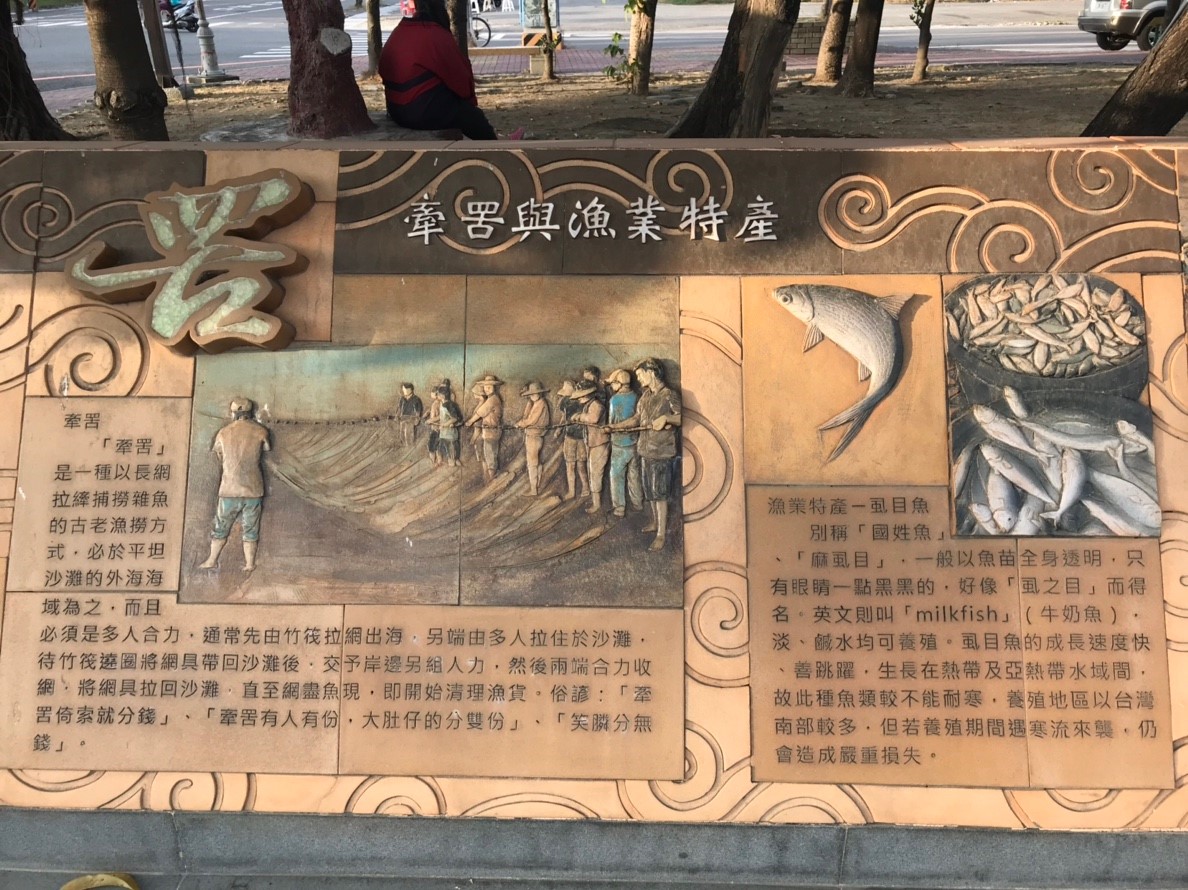 罟
牽罟與漁業特產
牽罟
「牽罟」
是一種以長網
拉縴捕撈雜魚
的古老漁撈方
式，必於平坦
沙灘的外海海
域為之，而且
必須是多人合力，通常先由竹筏拉網出海，另端由多人拉住於沙灘，
待竹筏遶圈將網具帶回沙灘後，交予岸邊另組人力，然後兩端合力收
網，將網具拉回沙灘，直至網盡魚現，即開始清理漁貨。俗諺：「牽
罟倚索就分錢」、「牽罟有人有份，大肚仔的分雙份」、「笑䐁分無
錢」。
漁業特產—虱目魚
別稱「國姓魚」
、「麻虱目」，一般以魚苗全身透明，只
有眼睛一點黑黑的，好像「虱之目」而得
名。英文則叫「milkfish」（牛奶魚），
淡、鹹水均可養殖。虱目魚的成長速度快
、善跳躍，生長在熱帶及亞熱帶水域間，
故此種魚類較不能耐寒，養殖地區以台灣
南部較多，但若養殖期間遇寒流來襲，仍
會造成嚴重損失。